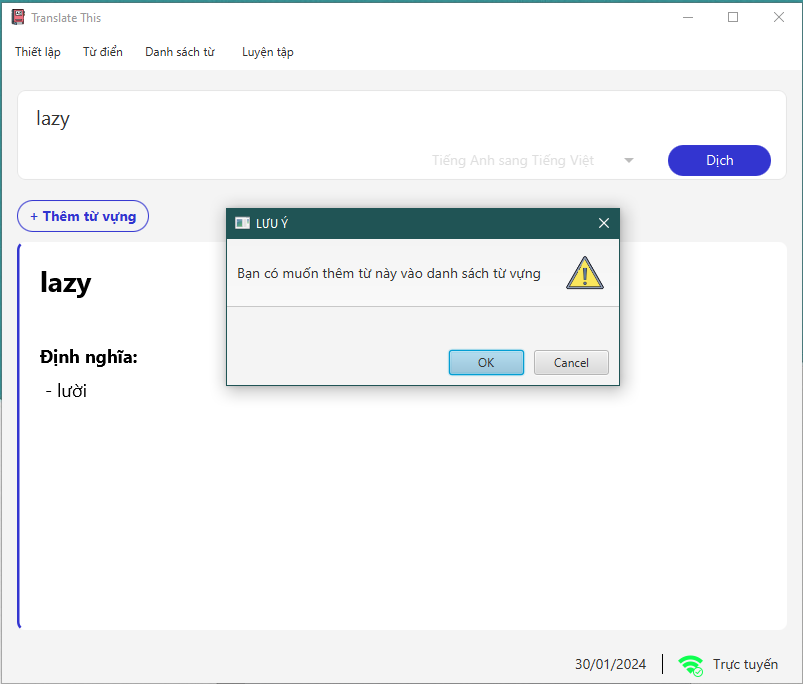 Translate This
Thiết lập Từ điển Danh sách từ Luyện tập
lazy
Tiếng Anh sang Tiếng Việt Dịch
+ Thêm từ vựng
LƯU Ý
Bạn có muốn thêm từ này vào danh sách từ vựng
OK Cancel
lazy
Định nghĩa:
- lười
30/01/2024 Trực tuyến